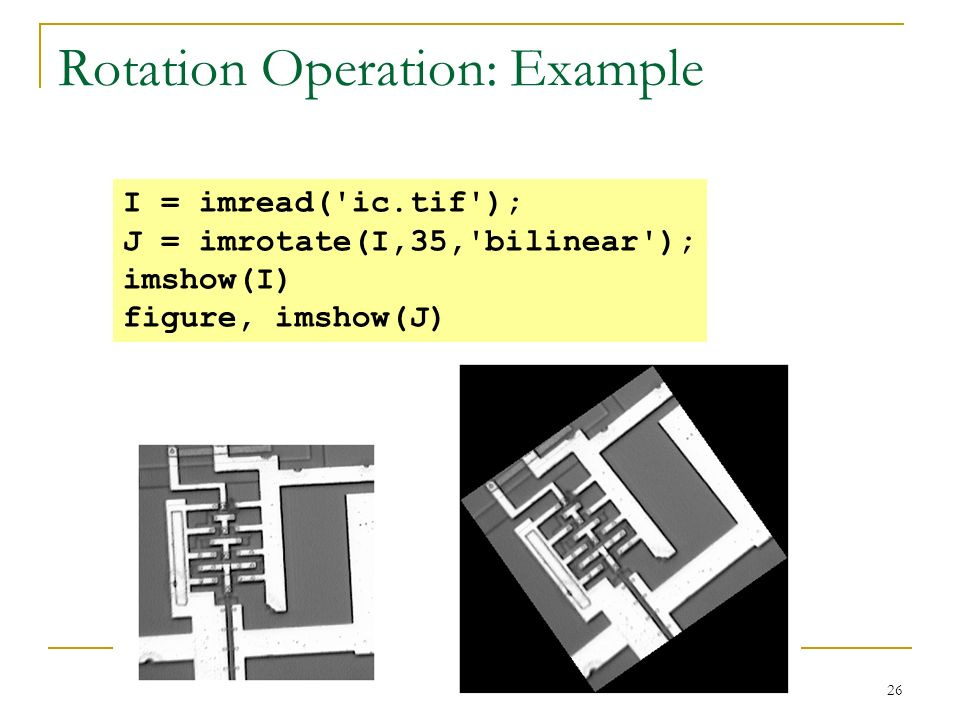 Rotation Operation: Example
I = imread('ic.tif');
J = imrotate(I,35,'bilinear');
imshow(I)
figure, imshow(J)
26